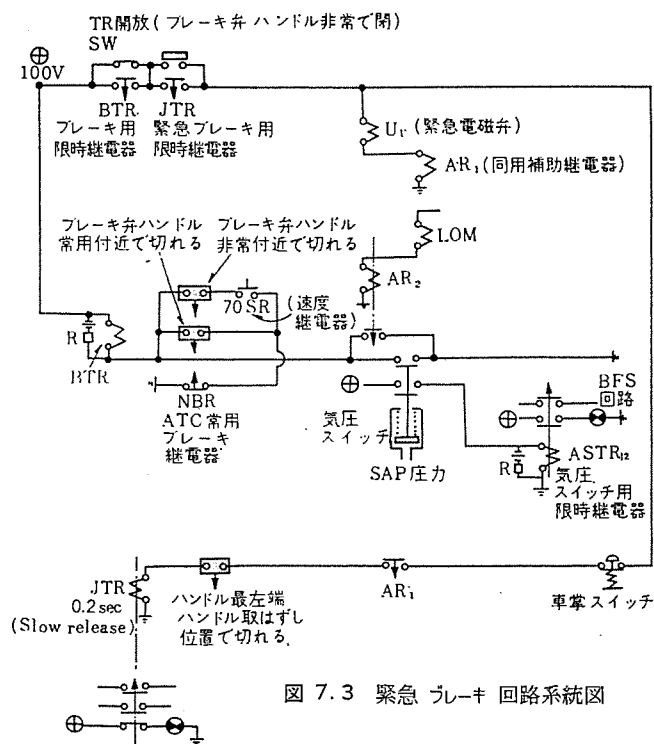 TR開放(ブレーキ弁ハンドル非常で閉)
SW
⊕
100V
BTR
ブレーキ用
限時継電器
JTR
緊急ブレーキ用
限時継電器
Ur(緊急電磁弁)
AR₁(同用補助継電器)
ブレーキ弁ハンドル
常用付近で切れる
ブレーキ弁ハンドル
非常付近で切れる
LOM
AR₂
70 SR
(速度
継電器)
R
BTR
NBR
ATC常用
ブレーキ
継電器
気圧
スイッチ
SAP圧力
BFS
回路
R
ASTR₁₂
気圧
スイッチ用
限時継電器
JTR
0.2 sec
(Slow release)
ハンドル最左端
ハンドル取はずし
位置で切れる.
AR₁
車掌スイッチ
図 7.3 緊急 ブレーキ 回路系統図